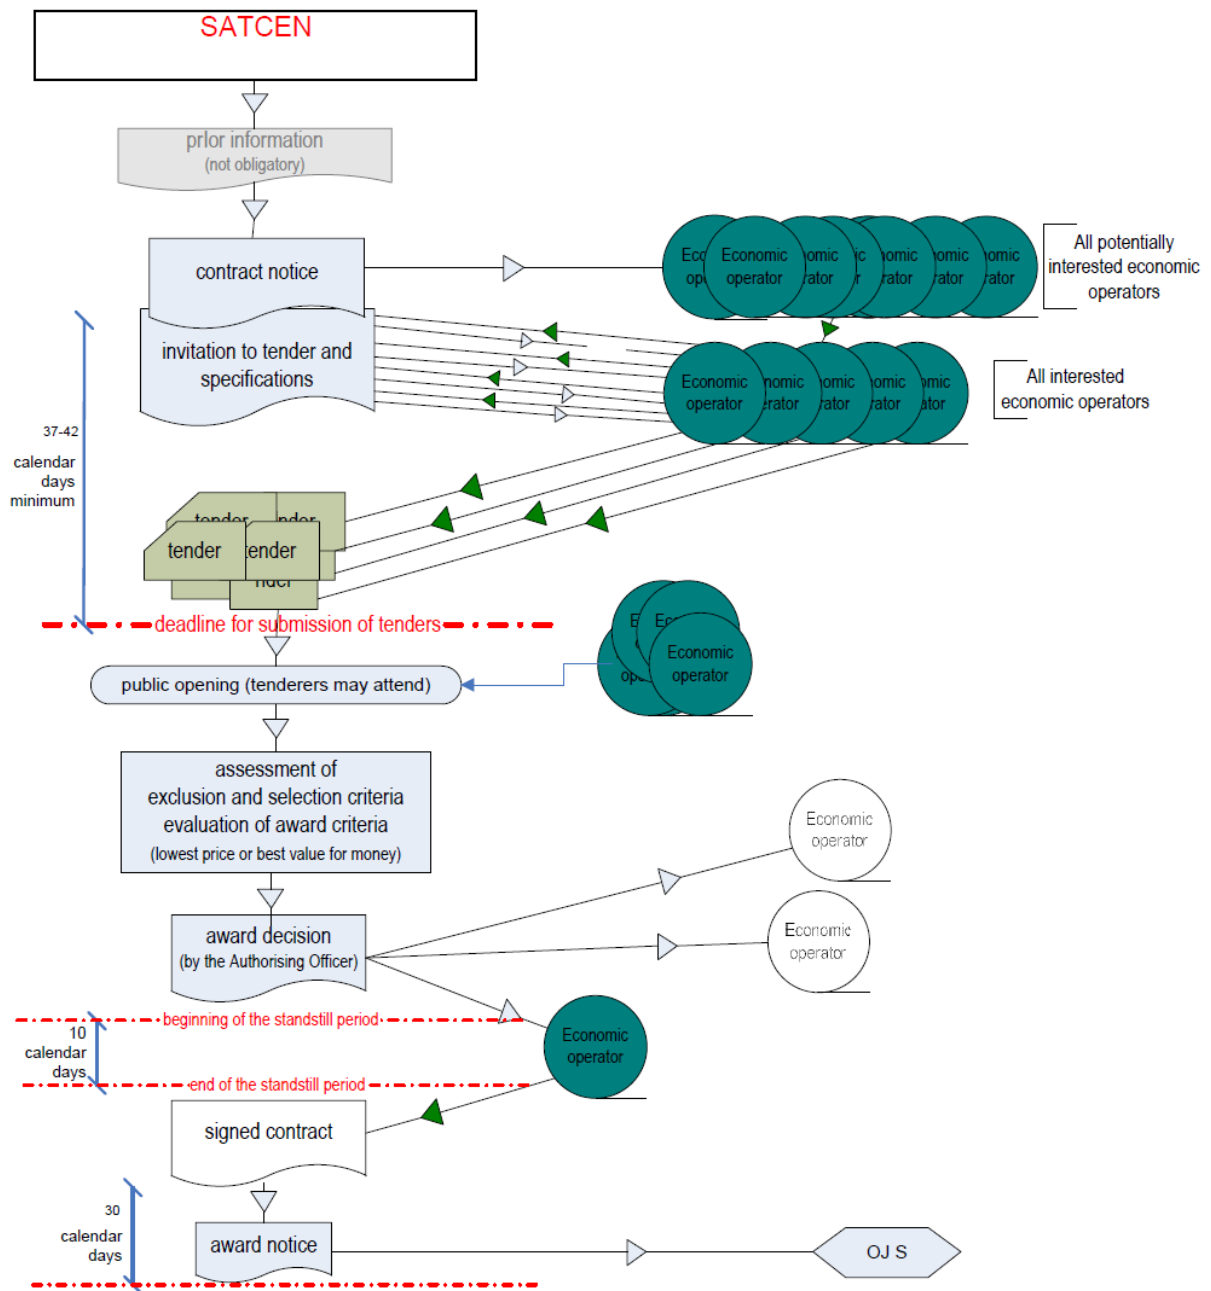 SATCEN
prIor information
(not obligatory)
contract notice
Economic
operator
All potentially
interested economic
operators
invitation to tender and
specifications
Economic
operator
All interested
economic operators
37-42
calendar
days
minimum
tender
tender
tender
deadline for submission of tenders
public opening (tenderers may attend)
Economic
operator
assessment of
exclusion and selection criteria
evaluation of award criteria
(lowest price or best value for money)
Economic
operator
Economic
operator
award decision
(by the Authorising Officer)
beginning of the standstill period
10
calendar
days
Economic
operator
end of the standstill period
signed contract
30
calendar
days
award notice
OJ S